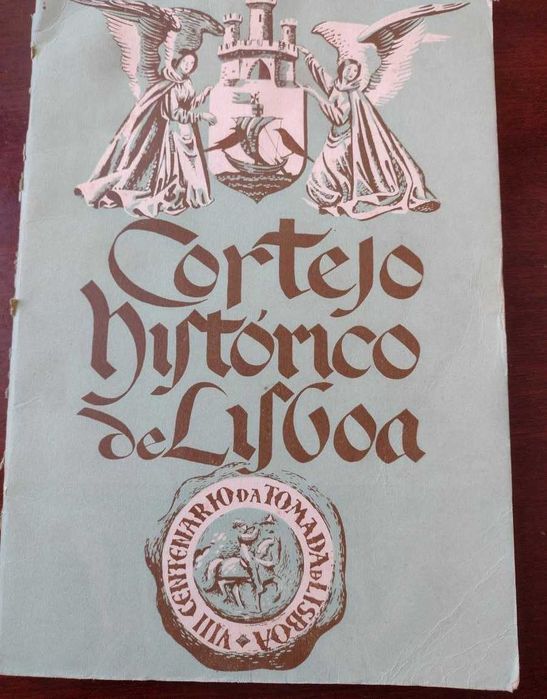 Cortejo
Histórico
de Lisboa
VIII CENTENARIO DA TOMADA DE LISBOA